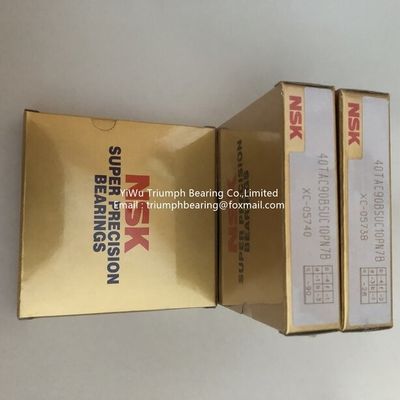 NSK
SUPER PRECISION
BEARINGS
YiWu Triumph Bearing Co,.Limited
Email : triumphbearing@foxmail.com
NSK
SUPER PRECISION
BEARINGS
NSK
40TAC90BSUC10PN7B
XC-05740
NSK
40TAC90BSUC10PN7B
XC-05738